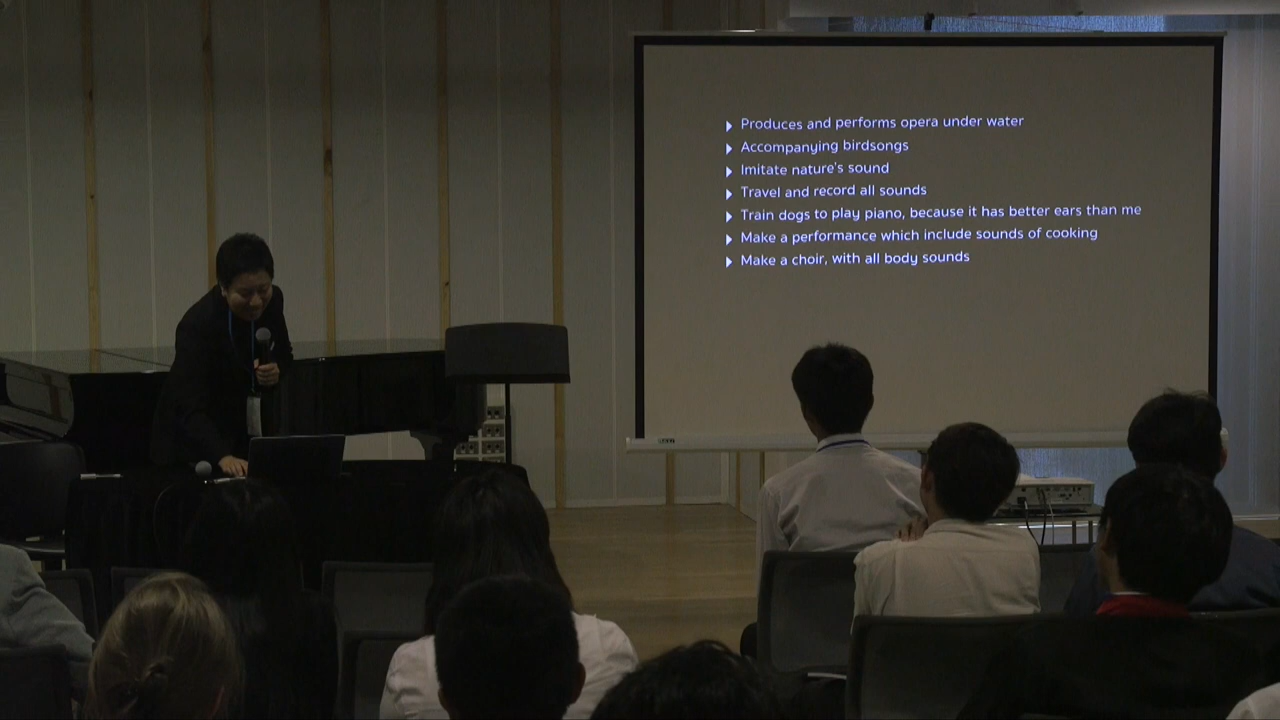 Produces and performs opera under water
Accompanying birdsongs
Imitate nature's sound
Travel and record all sounds
Train dogs to play piano, because it has better ears than me
Make a performance which include sounds of cooking
Make a choir, with all body sounds